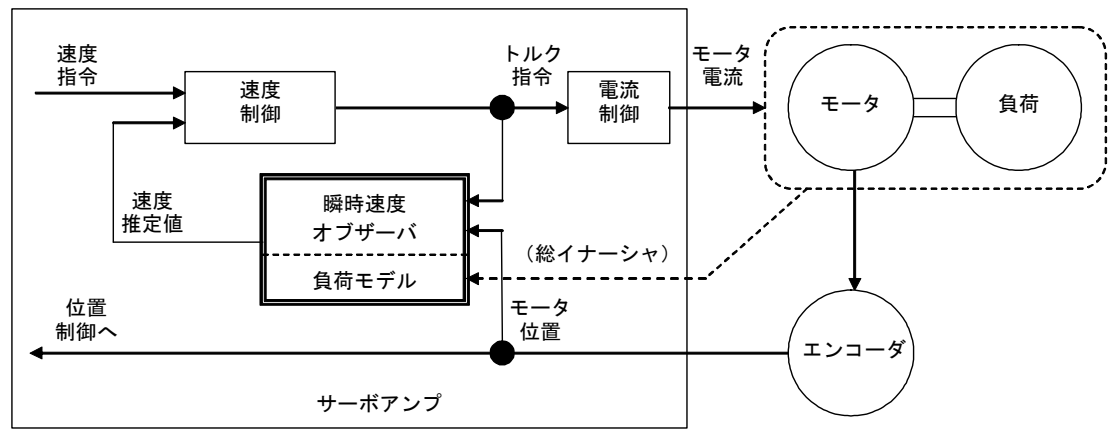 速度
指令
速度
制御
トルク
指令
電流
制御
モータ
電流
モータ
負荷
速度
推定値
瞬時速度
オブザーバ
負荷モデル
(総イナーシャ)
位置
制御へ
モータ
位置
エンコーダ
サーボアンプ